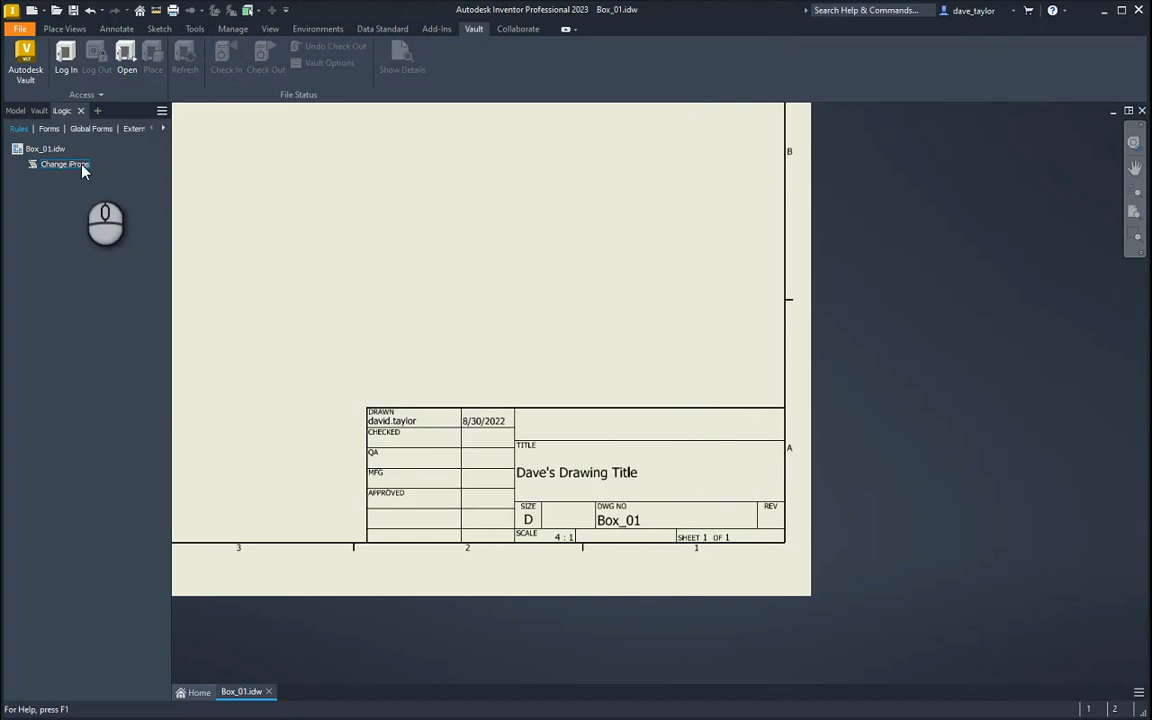 Autodesk Inventor Professional 2023 Box_01.idw
Search Help & Commands...
dave_taylor
File Place Views Annotate Sketch Tools Manage View Environments Data Standard Add-Ins Vault Collaborate
Autodesk Vault
Log In
Log Out
Open
Place
Refresh
Check In
Check Out
Undo Check Out
Vault Options
Show Details
Access
File Status
Model Vault iLogic
Rules Forms Global Forms Extern
Box_01.idw
Change iProps
B
DRAWN
david.taylor 8/30/2022
CHECKED
QA
MFG
APPROVED
TITLE
Dave's Drawing Title
A
SIZE
D
DWG NO
Box_01
REV
SCALE 4 : 1
SHEET 1 OF 1
3 2 1
Home Box_01.idw
For Help, press F1
1 2